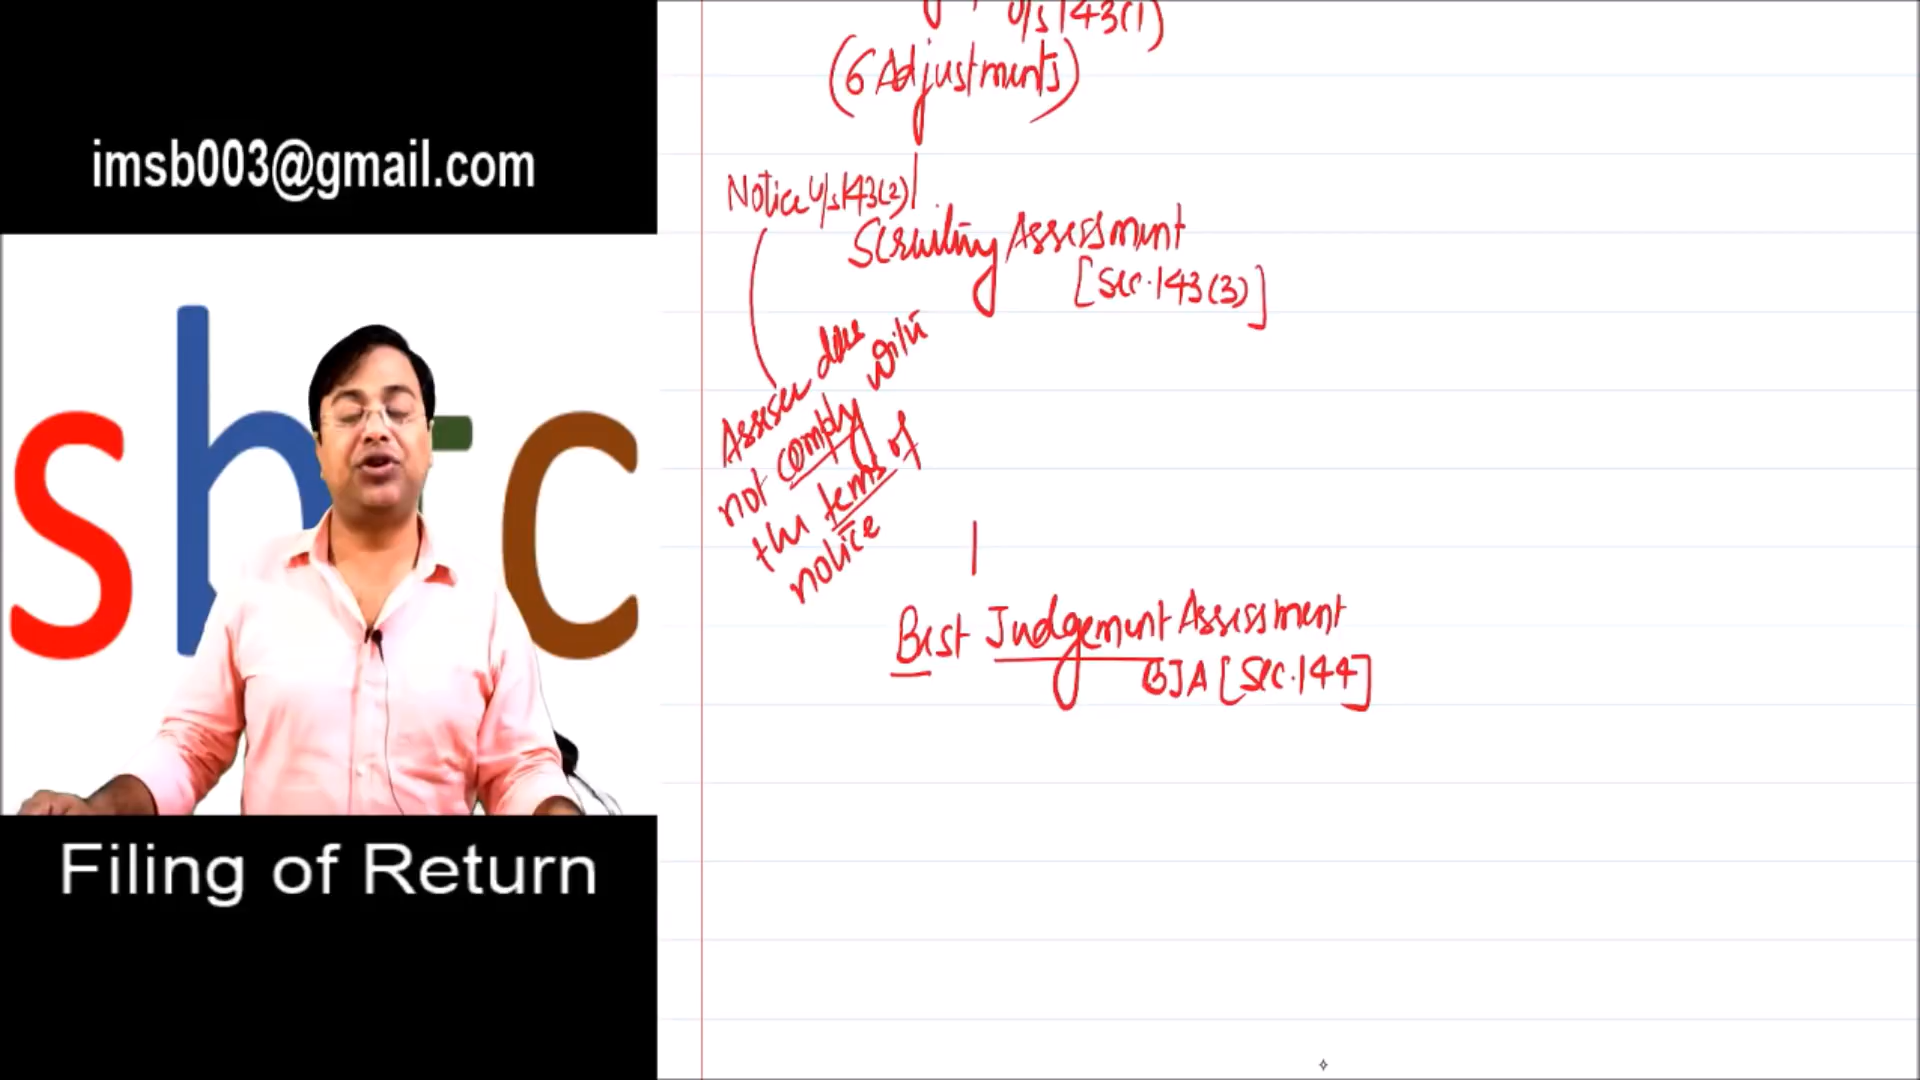 imsb003@gmail.com
sbtc
Filing of Return
u/s 143(1)
(6 Adjustments)
Notice u/s 143(2)
Scrutiny Assessment
[Sec. 143(3)]
Assessee does
not comply with
the terms of
notice
Best Judgement Assessment
BJA [Sec. 144]